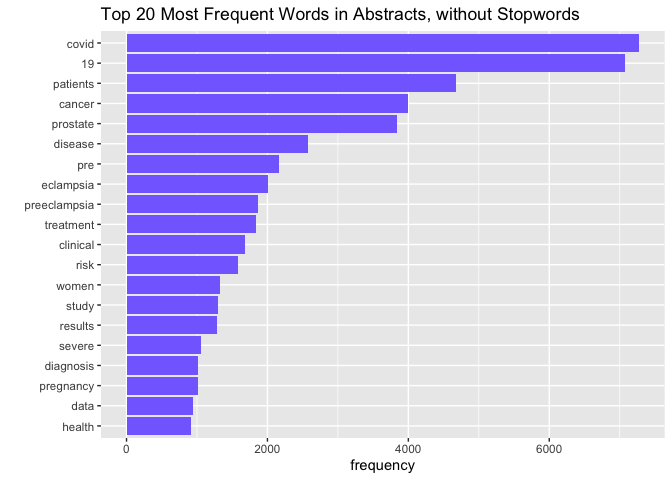 Top 20 Most Frequent Words in Abstracts, without Stopwords
covid
19
patients
cancer
prostate
disease
pre
eclampsia
preeclampsia
treatment
clinical
risk
women
study
results
severe
diagnosis
pregnancy
data
health
0 2000 4000 6000
frequency